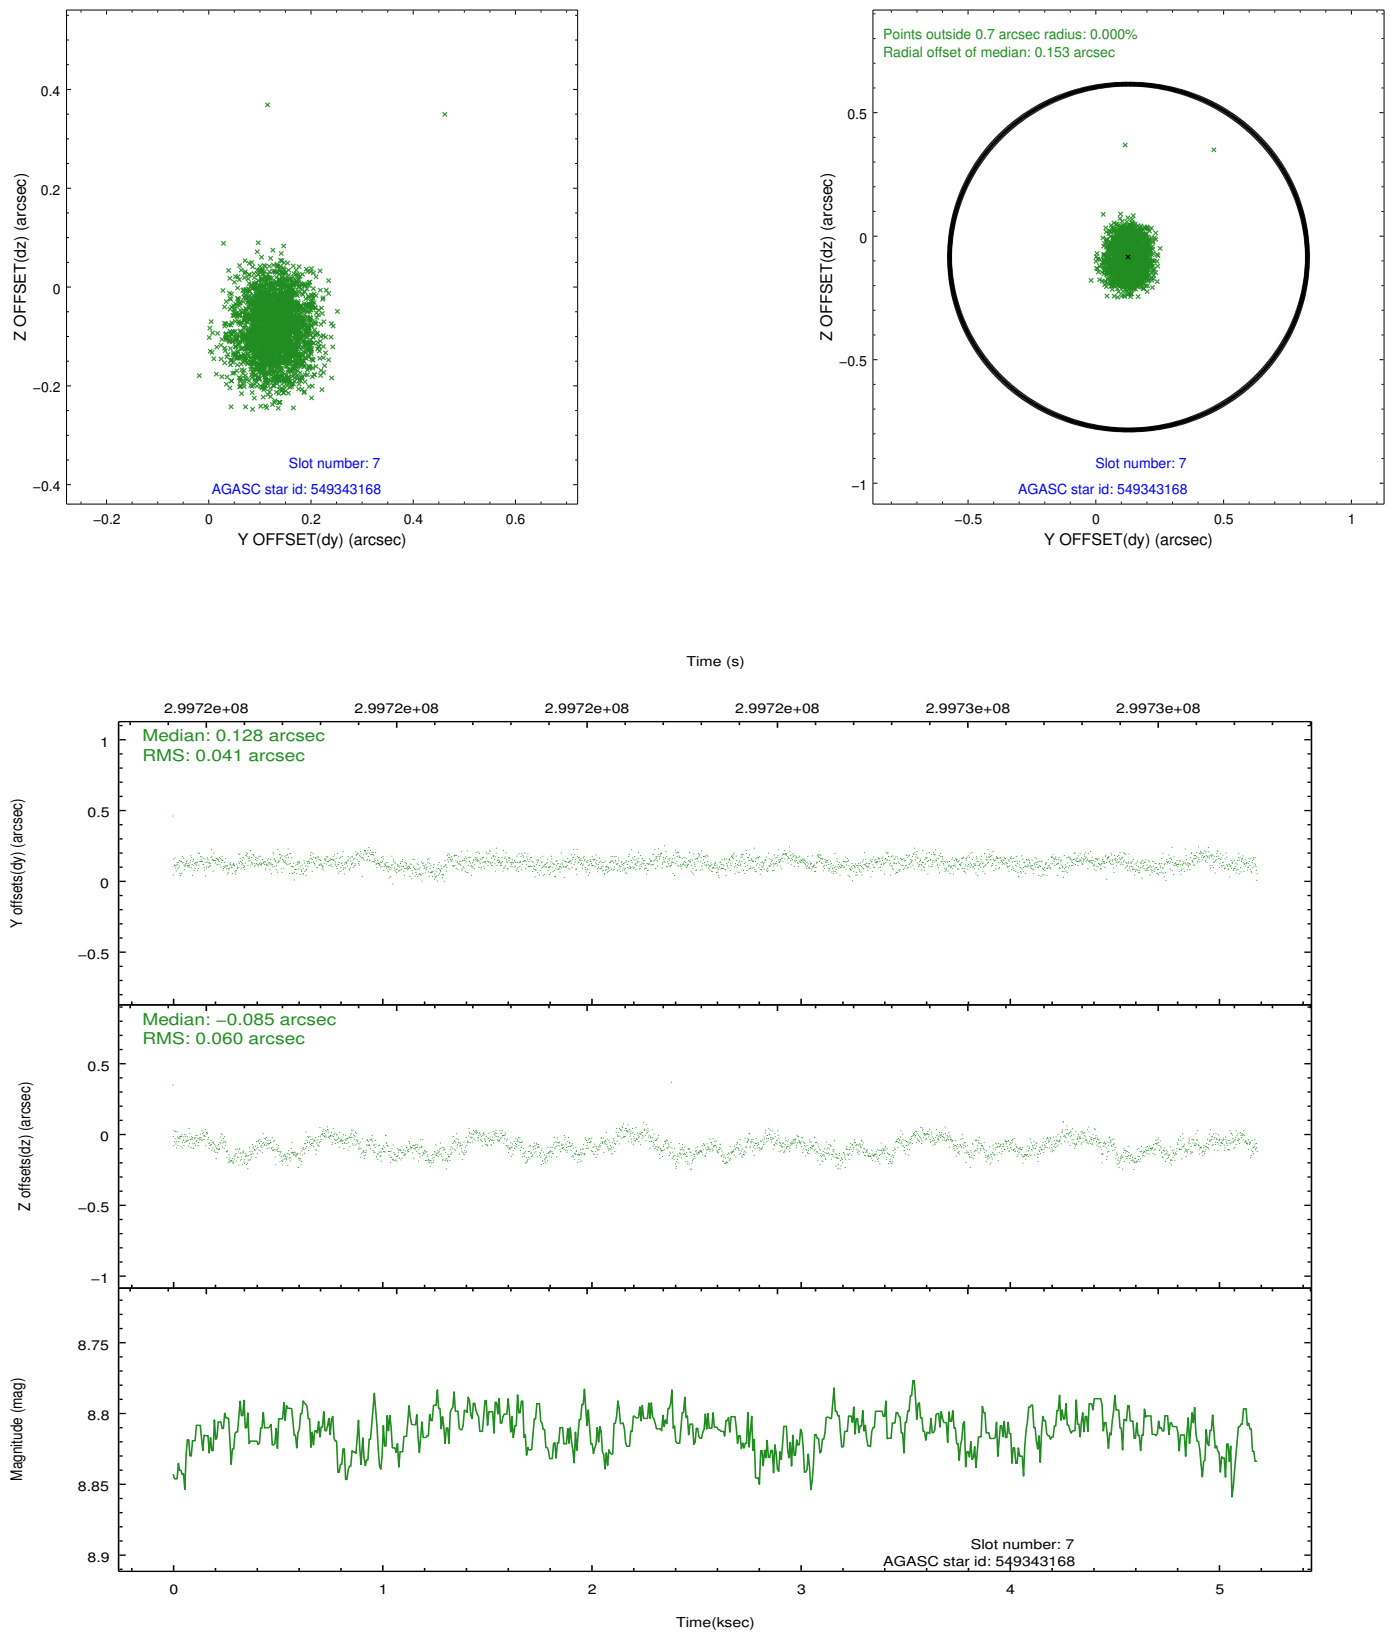 0.4
0.2
0
−0.2
−0.4
Z OFFSET(dz) (arcsec)
Slot number: 7
AGASC star id: 549343168
−0.2 0 0.2 0.4 0.6
Y OFFSET(dy) (arcsec)
Points outside 0.7 arcsec radius: 0.000%
Radial offset of median: 0.153 arcsec
0.5
0
−0.5
−1
Z OFFSET(dz) (arcsec)
Slot number: 7
AGASC star id: 549343168
−0.5 0 0.5 1
Y OFFSET(dy) (arcsec)
Time (s)
2.9972e+08 2.9972e+08 2.9972e+08 2.9972e+08 2.9973e+08 2.9973e+08
Median: 0.128 arcsec
RMS: 0.041 arcsec
1
0.5
0
−0.5
Y offsets(dy) (arcsec)
Median: −0.085 arcsec
RMS: 0.060 arcsec
0.5
0
−0.5
−1
Z offsets(dz) (arcsec)
8.75
8.8
8.85
8.9
Magnitude (mag)
Slot number: 7
AGASC star id: 549343168
0 1 2 3 4 5
Time(ksec)